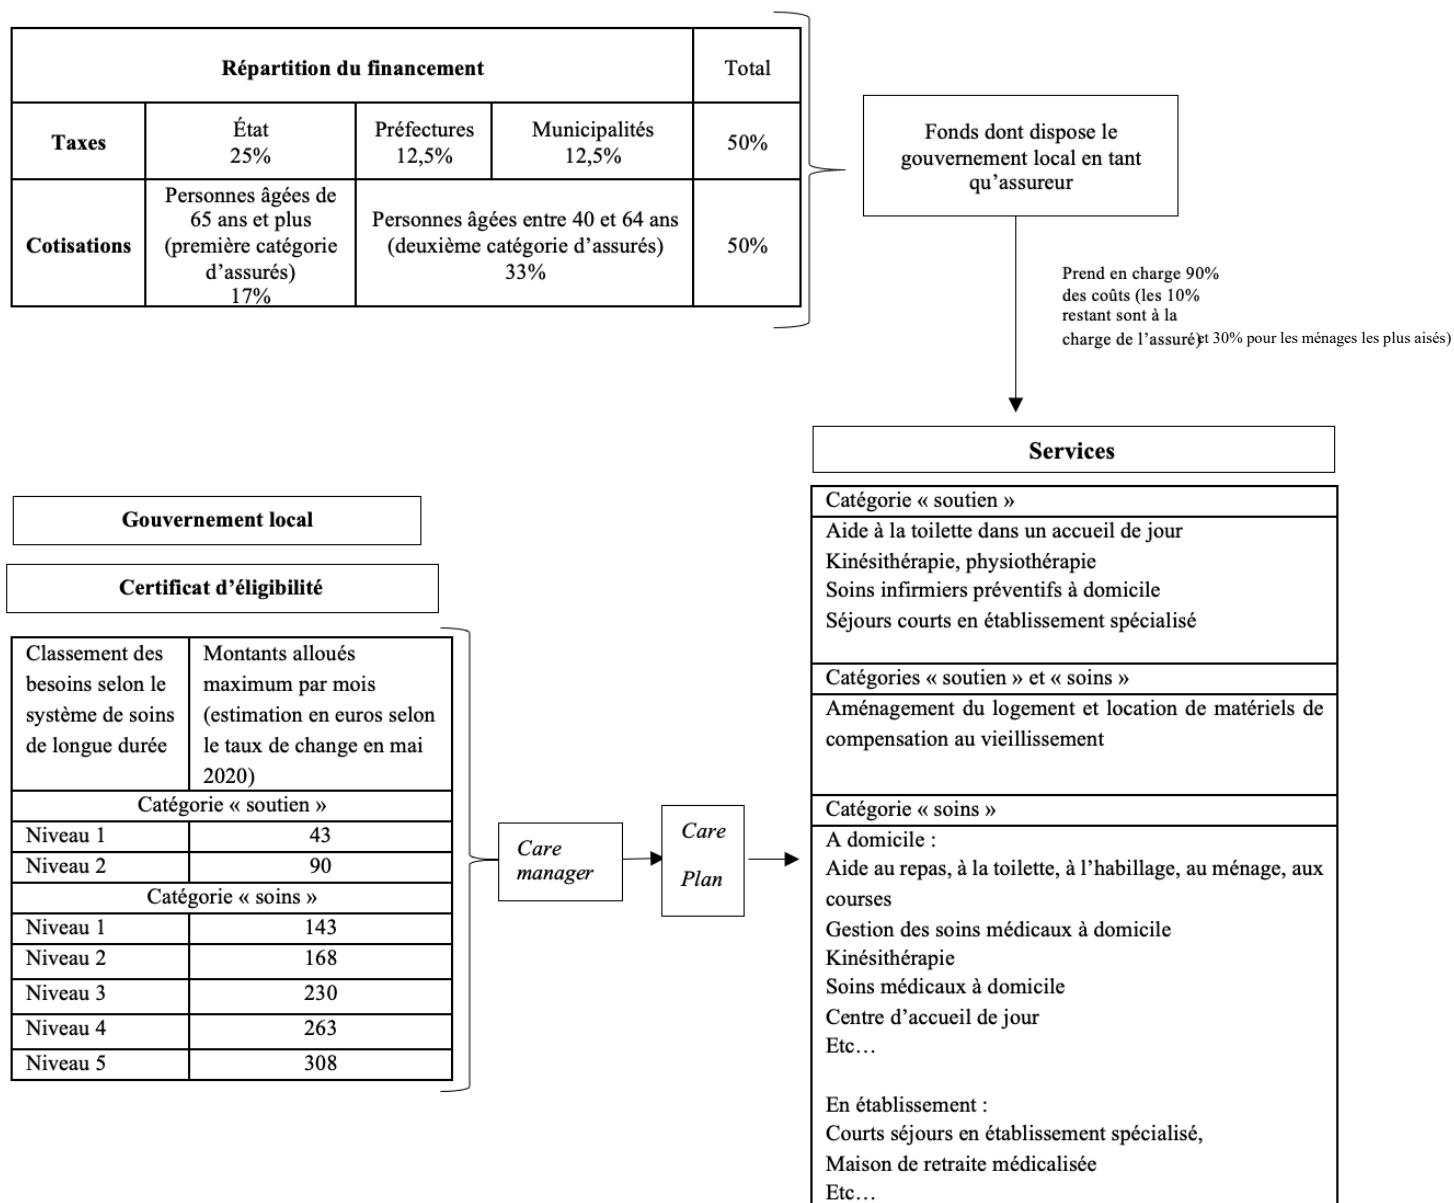 Répartition du financement
Total
Taxes
État
25%
Préfectures
12,5%
Municipalités
12,5%
50%
Cotisations
Personnes âgées de
65 ans et plus
(première catégorie
d’assurés)
17%
Personnes âgées entre 40 et 64 ans
(deuxième catégorie d’assurés)
33%
50%
Fonds dont dispose le
gouvernement local en tant
qu’assureur
Prend en charge 90%
des coûts (les 10%
restant sont à la
charge de l’assuré) et 30% pour les ménages les plus aisés)
Gouvernement local
Certificat d’éligibilité
Classement des
besoins selon le
système de soins
de longue durée
Montants alloués
maximum par mois
(estimation en euros selon
le taux de change en mai
2020)
Catégorie « soutien »
Niveau 1
43
Niveau 2
90
Catégorie « soins »
Niveau 1
143
Niveau 2
168
Niveau 3
230
Niveau 4
263
Niveau 5
308
Care
manager
Care
Plan
Services
Catégorie « soutien »
Aide à la toilette dans un accueil de jour
Kinésithérapie, physiothérapie
Soins infirmiers préventifs à domicile
Séjours courts en établissement spécialisé
Catégories « soutien » et « soins »
Aménagement du logement et location de matériels de
compensation au vieillissement
Catégorie « soins »
A domicile :
Aide au repas, à la toilette, à l’habillage, au ménage, aux
courses
Gestion des soins médicaux à domicile
Kinésithérapie
Soins médicaux à domicile
Centre d’accueil de jour
Etc…
En établissement :
Courts séjours en établissement spécialisé,
Maison de retraite médicalisée
Etc…